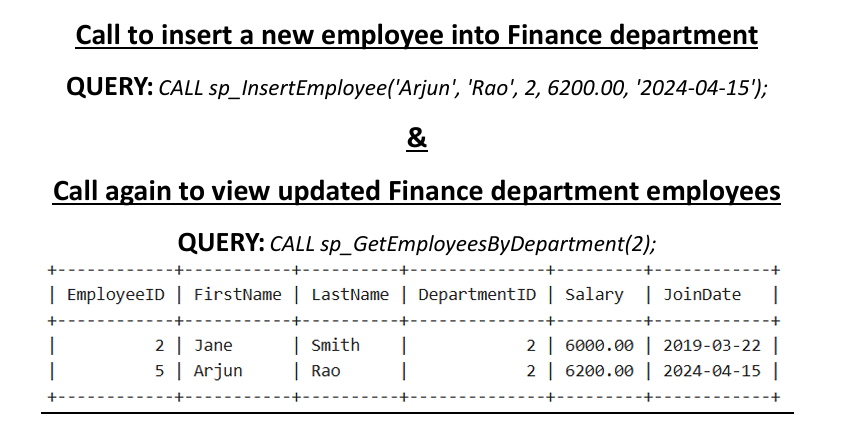 Call to insert a new employee into Finance department
QUERY: CALL sp_InsertEmployee('Arjun', 'Rao', 2, 6200.00, '2024-04-15');
&
Call again to view updated Finance department employees
QUERY: CALL sp_GetEmployeesByDepartment(2);
+------------+-----------+----------+--------------+---------+------------+
| EmployeeID | FirstName | LastName | DepartmentID | Salary  | JoinDate   |
+------------+-----------+----------+--------------+---------+------------+
|          2 | Jane      | Smith    |            2 | 6000.00 | 2019-03-22 |
|          5 | Arjun     | Rao      |            2 | 6200.00 | 2024-04-15 |
+------------+-----------+----------+--------------+---------+------------+